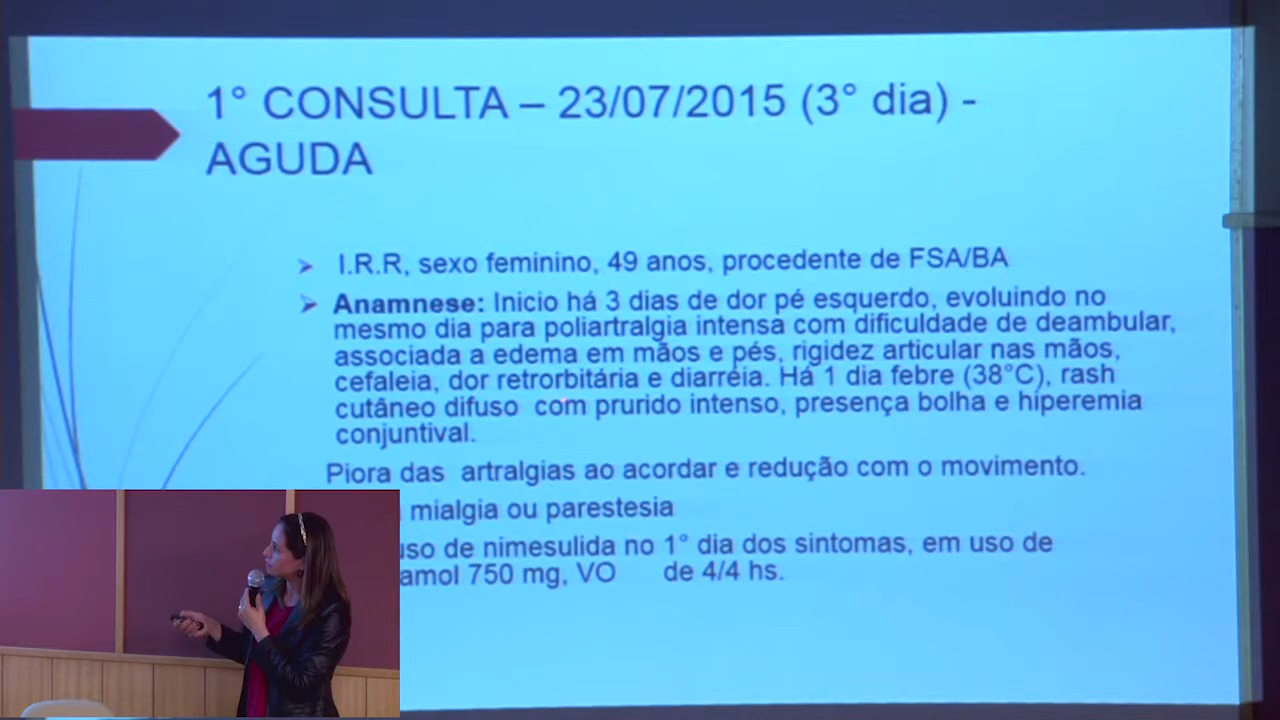 1° CONSULTA – 23/07/2015 (3° dia) -
AGUDA
I.R.R, sexo feminino, 49 anos, procedente de FSA/BA
Anamnese: Inicio há 3 dias de dor pé esquerdo, evoluindo no
mesmo dia para poliartralgia intensa com dificuldade de deambular,
associada a edema em mãos e pés, rigidez articular nas mãos,
cefaleia, dor retrorbitária e diarréia. Há 1 dia febre (38°C), rash
cutâneo difuso com prurido intenso, presença bolha e hiperemia
conjuntival.
Piora das artralgias ao acordar e redução com o movimento.
mialgia ou parestesia
uso de nimesulida no 1° dia dos sintomas, em uso de
amol 750 mg, VO de 4/4 hs.